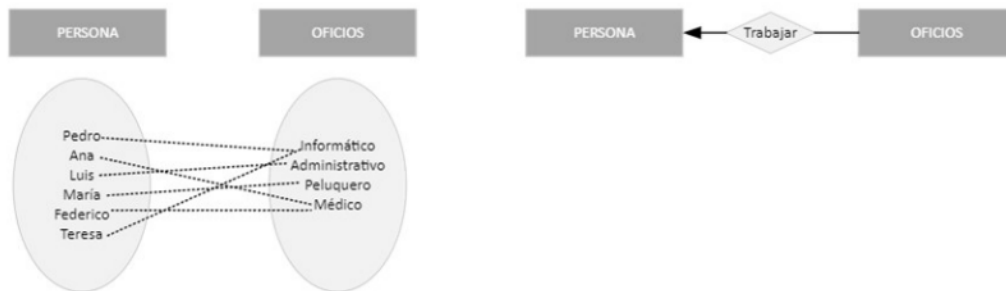 PERSONA
OFICIOS
PERSONA
Trabajar
OFICIOS
Pedro
Ana
Luis
María
Federico
Teresa
Informático
Administrativo
Peluquero
Médico